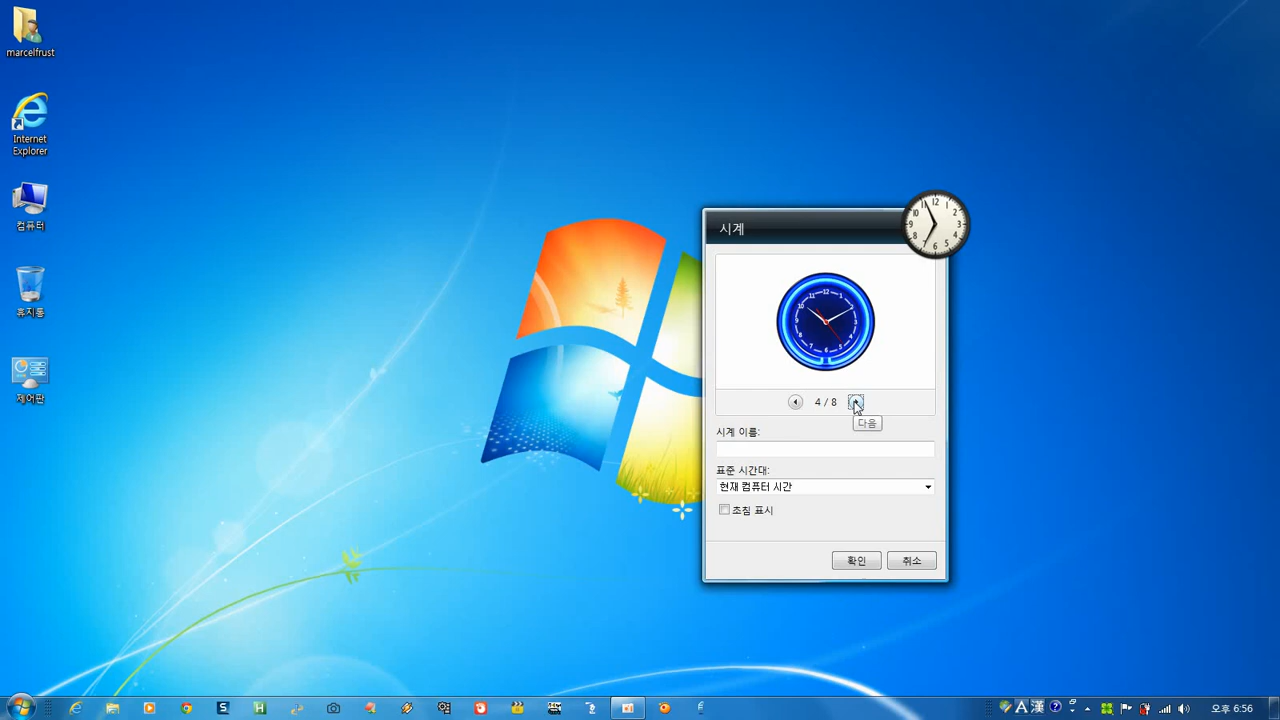 marcelfrust
Internet
Explorer
컴퓨터
휴지통
제어판
시계
4 / 8
다음
시계 이름:
표준 시간대:
현재 컴퓨터 시간
초침 표시
확인
취소
A 漢
오후 6:56